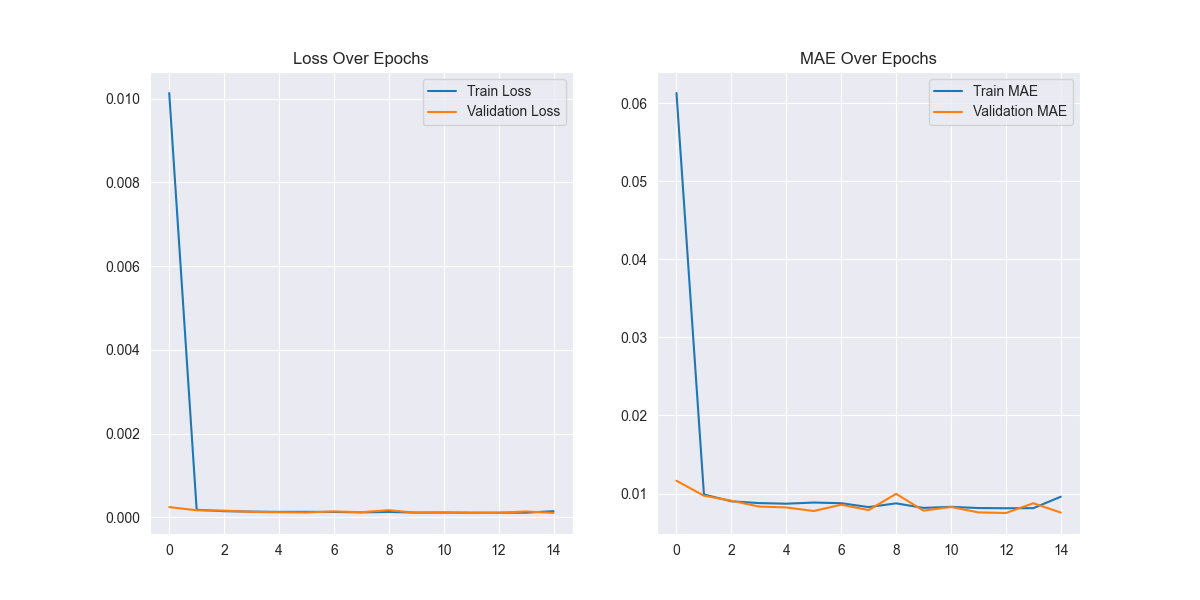 Loss Over Epochs
Train Loss
Validation Loss
0.010
0.008
0.006
0.004
0.002
0.000
0 2 4 6 8 10 12 14
MAE Over Epochs
Train MAE
Validation MAE
0.06
0.05
0.04
0.03
0.02
0.01
0 2 4 6 8 10 12 14